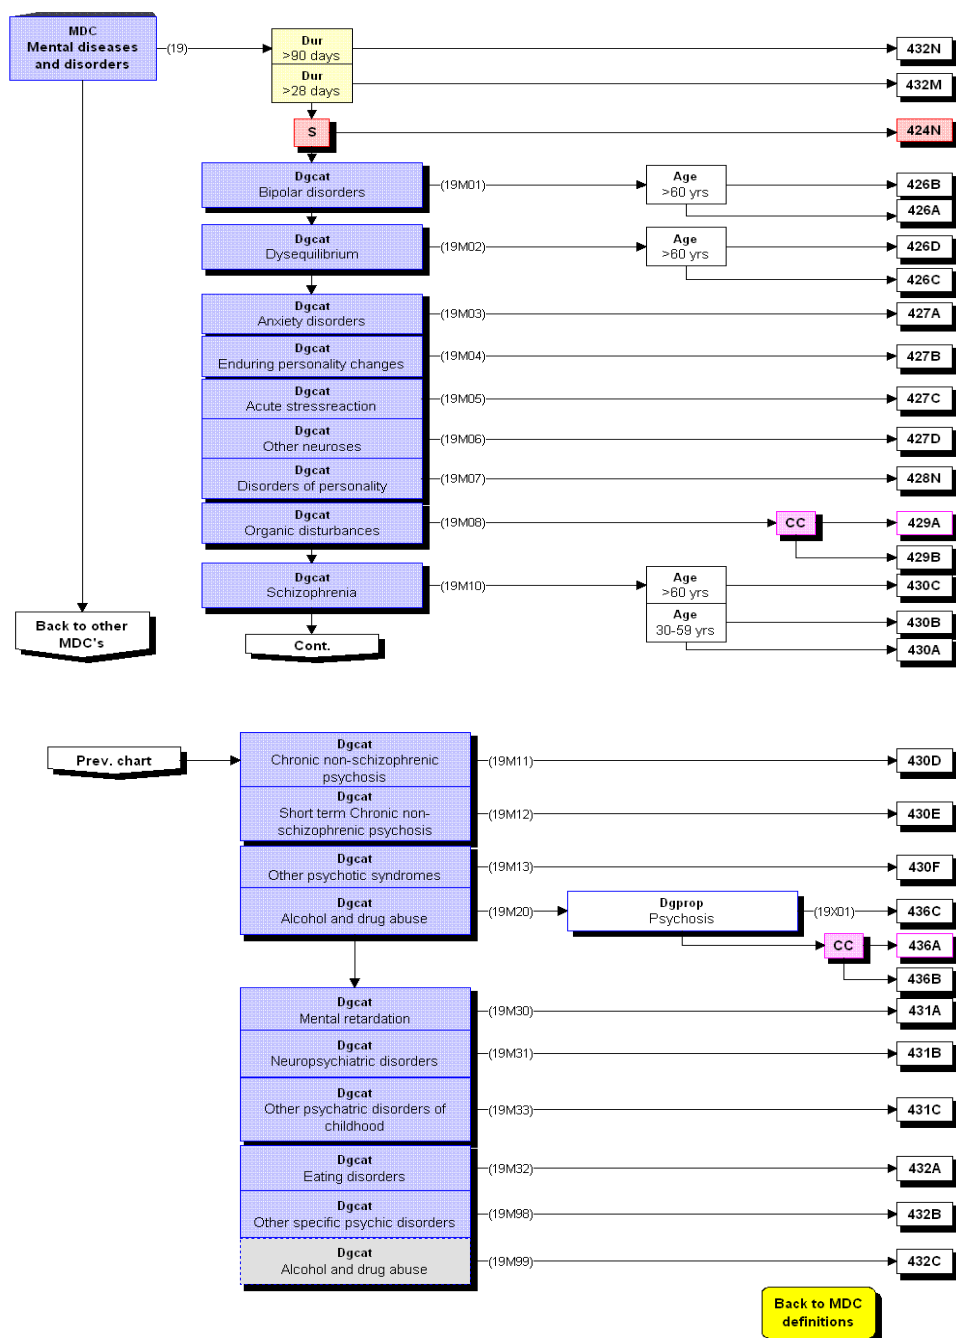 MDC
Mental diseases
and disorders
(19)
Dur
>90 days
432N
Dur
>28 days
432M
S
424N
Dgcat
Bipolar disorders
(19M01)
Age
>60 yrs
426B
426A
Dgcat
Dysequilibrium
(19M02)
Age
>60 yrs
426D
426C
Dgcat
Anxiety disorders
(19M03)
427A
Dgcat
Enduring personality changes
(19M04)
427B
Dgcat
Acute stressreaction
(19M05)
427C
Dgcat
Other neuroses
(19M06)
427D
Dgcat
Disorders of personality
(19M07)
428N
Dgcat
Organic disturbances
(19M08)
CC
429A
429B
Dgcat
Schizophrenia
(19M10)
Age
>60 yrs
430C
Age
30-59 yrs
430B
430A
Back to other
MDC's
Cont.
Prev. chart
Dgcat
Chronic non-schizophrenic
psychosis
(19M11)
430D
Dgcat
Short term Chronic non-
schizophrenic psychosis
(19M12)
430E
Dgcat
Other psychotic syndromes
(19M13)
430F
Dgcat
Alcohol and drug abuse
(19M20)
Dgprop
Psychosis
(19X01)
436C
CC
436A
436B
Dgcat
Mental retardation
(19M30)
431A
Dgcat
Neuropsychiatric disorders
(19M31)
431B
Dgcat
Other psychatric disorders of
childhood
(19M33)
431C
Dgcat
Eating disorders
(19M32)
432A
Dgcat
Other specific psychic disorders
(19M98)
432B
Dgcat
Alcohol and drug abuse
(19M99)
432C
Back to MDC
definitions